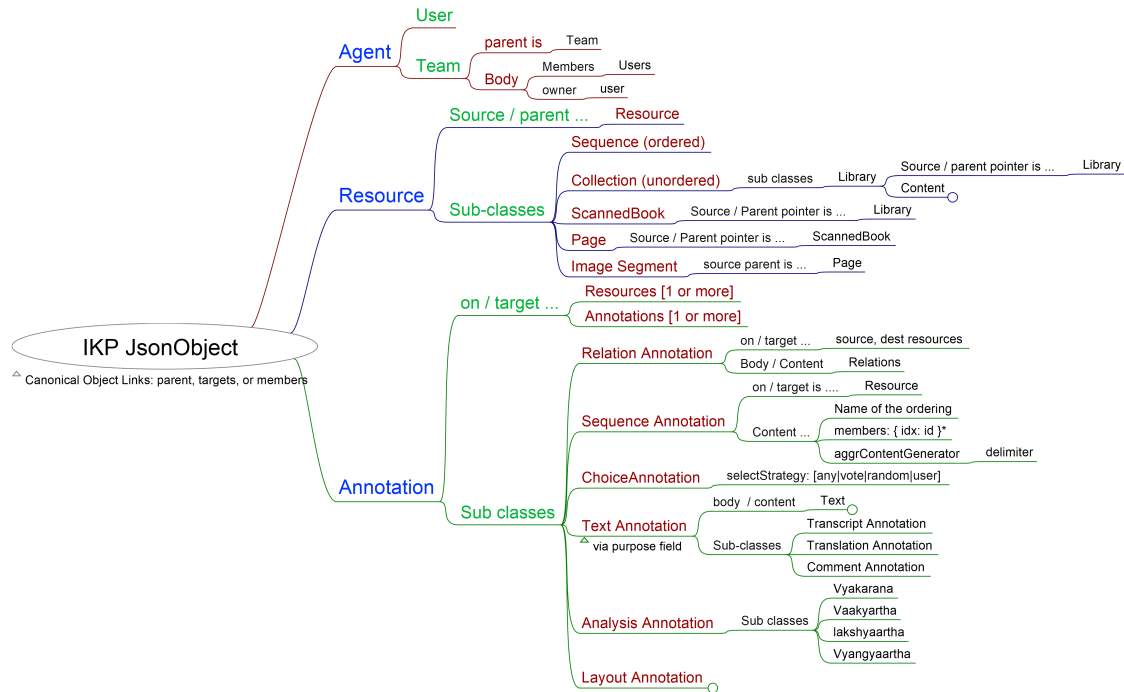 IKP JsonObject
Canonical Object Links: parent, targets, or members
Agent
User
Team
parent is
Team
Body
Members
Users
owner
user
Resource
Source / parent ...
Resource
Sub-classes
Sequence (ordered)
Collection (unordered)
sub classes
Library
Source / parent pointer is ...
Library
Content
ScannedBook
Source / Parent pointer is ...
Library
Page
Source / Parent pointer is ...
ScannedBook
Image Segment
source parent is ...
Page
Annotation
on / target ...
Resources [1 or more]
Annotations [1 or more]
Sub classes
Relation Annotation
on / target ...
source, dest resources
Body / Content
Relations
Sequence Annotation
on / target is ....
Resource
Content ...
Name of the ordering
members: { idx: id }*
aggrContentGenerator
delimiter
ChoiceAnnotation
selectStrategy: [any|vote|random|user]
Text Annotation
via purpose field
body / content
Text
Sub-classes
Transcript Annotation
Translation Annotation
Comment Annotation
Analysis Annotation
Sub classes
Vyakarana
Vaakyartha
lakshyaartha
Vyangyaartha
Layout Annotation